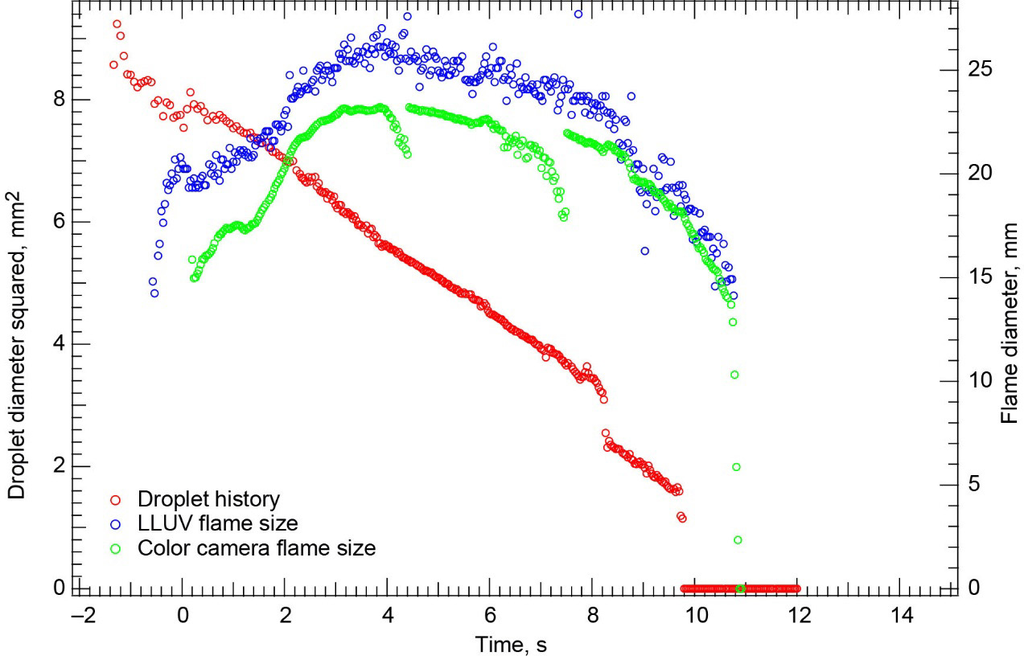 Droplet diameter squared, mm2
8
6
4
2
0
25
20
15
10
5
0
Flame diameter, mm
Droplet history
LLUV flame size
Color camera flame size
–2 0 2 4 6 8 10 12 14
Time, s